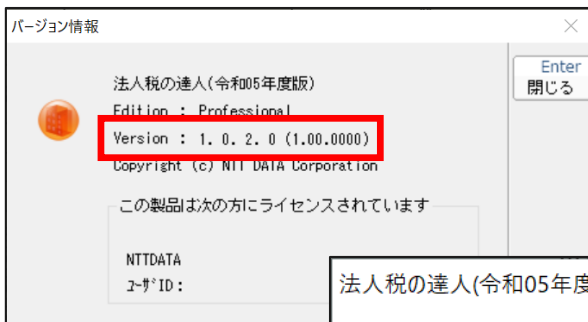 バージョン情報
Enter
閉じる
法人税の達人(令和05年度版)
Edition : Professional
Version : 1. 0. 2. 0 (1.00.0000)
Copyright (c) NTT DATA Corporation
この製品は次の方にライセンスされています
NTTDATA
ﾕｰｻﾞID :
法人税の達人(令和05年度